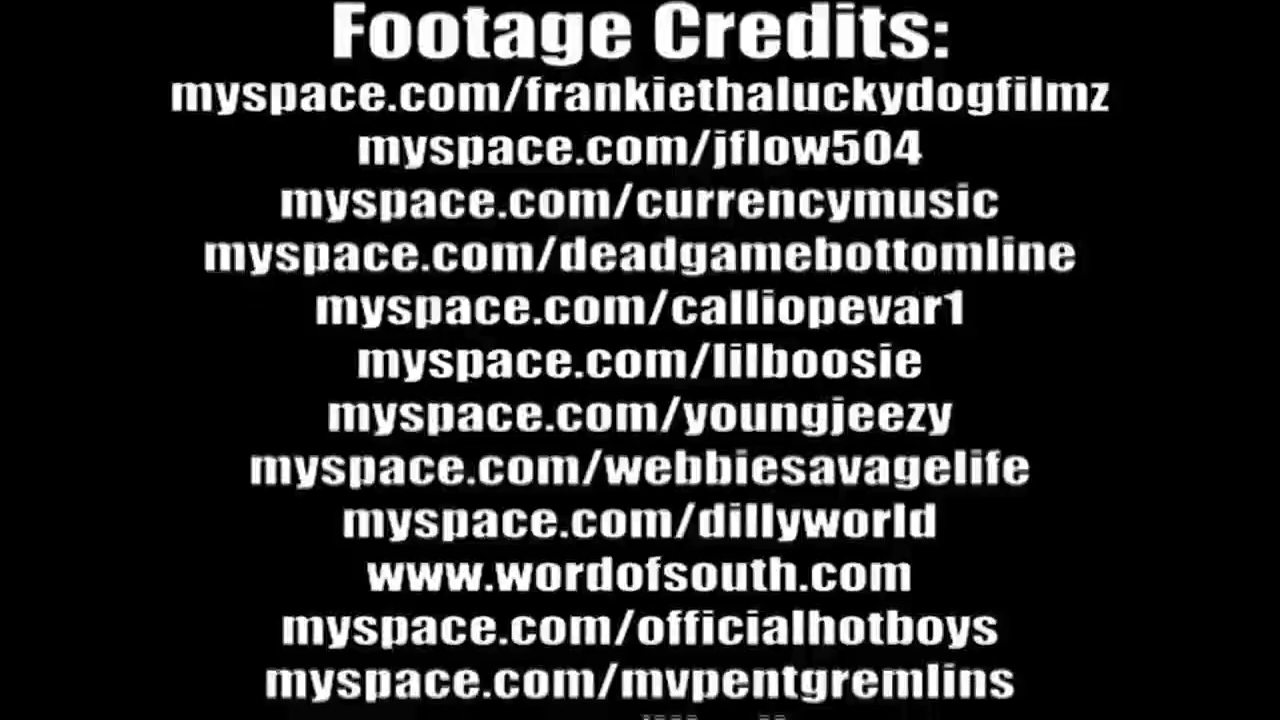 Footage Credits:
myspace.com/frankiethaluckydogfilmz
myspace.com/jflow504
myspace.com/currencymusic
myspace.com/deadgamebottomline
myspace.com/calliopevar1
myspace.com/lilboosie
myspace.com/youngjeezy
myspace.com/webbiesavagelife
myspace.com/dillyworld
www.wordofsouth.com
myspace.com/officialhotboys
myspace.com/mvpentgremlins